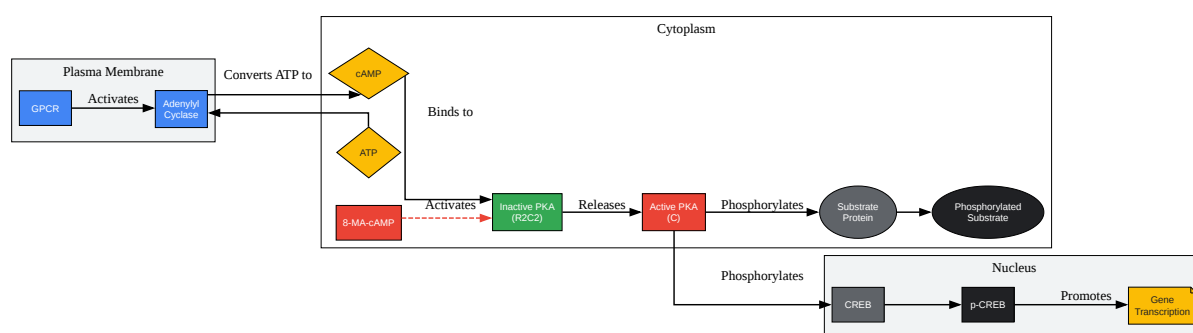 Cytoplasm
Plasma Membrane
Converts ATP to
cAMP
GPCR
Activates
Adenylyl
Cyclase
Binds to
ATP
8-MA-cAMP
Activates
Inactive PKA
(R2C2)
Releases
Active PKA
(C)
Phosphorylates
Substrate
Protein
Phosphorylated
Substrate
Nucleus
Phosphorylates
CREB
p-CREB
Promotes
Gene
Transcription